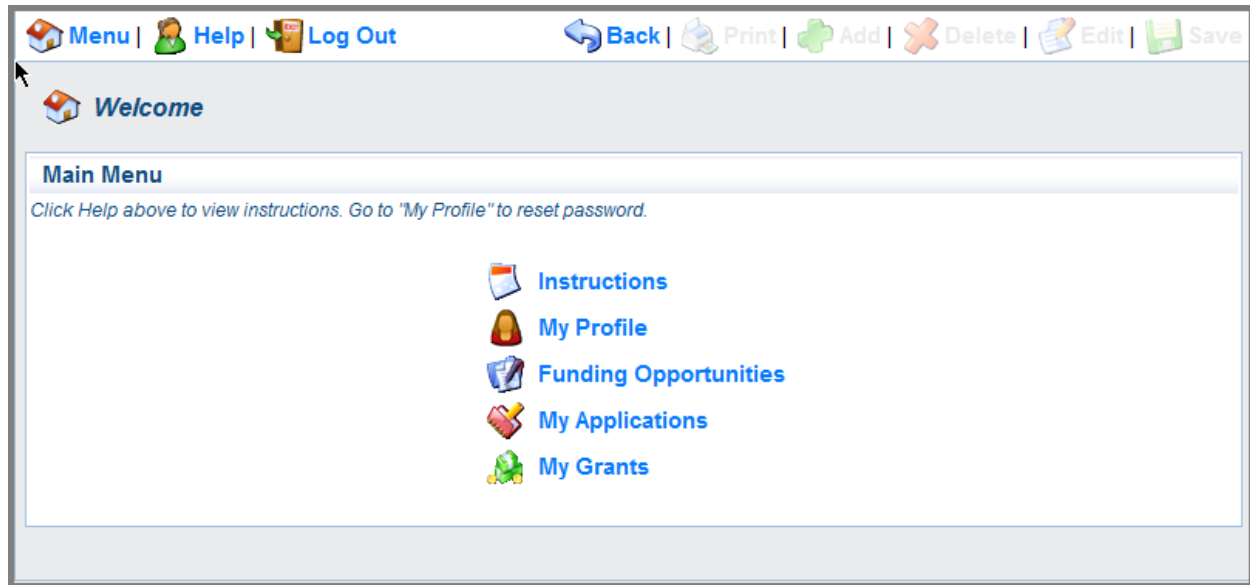 Menu | Help | Log Out Back | Print | Add | Delete | Edit | Save
Welcome
Main Menu
Click Help above to view instructions. Go to "My Profile" to reset password.
Instructions
My Profile
Funding Opportunities
My Applications
My Grants